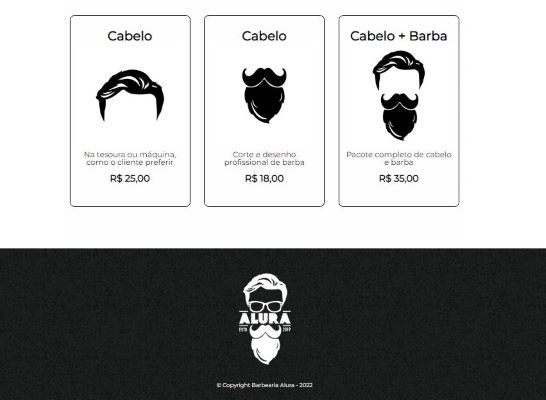 Cabelo
Na tesoura ou máquina,
como o cliente preferir
R$ 25,00
Cabelo
Corte e desenho
profissional de barba
R$ 18,00
Cabelo + Barba
Pacote completo de cabelo
e barba
R$ 35,00
ALURA
ESTD 2019
© Copyright Barbearia Alura - 2022